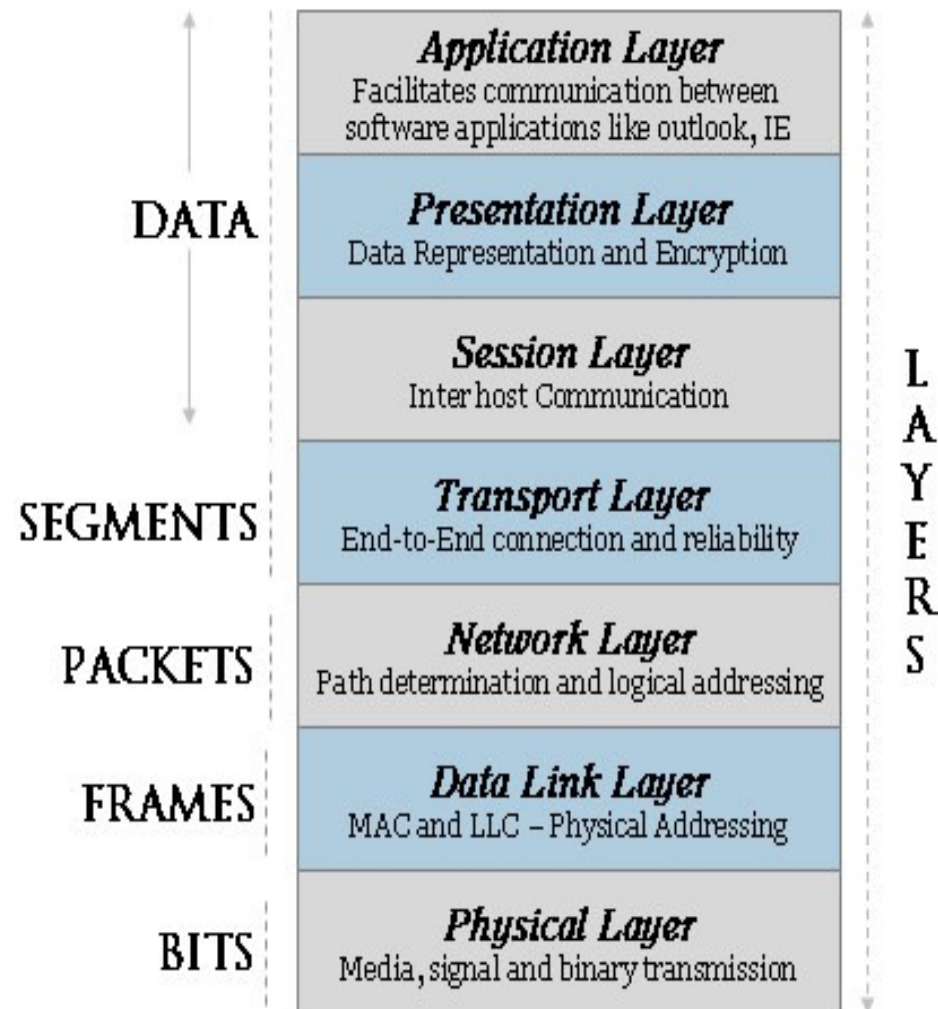 Application Layer
Facilitates communication between
software applications like outlook, IE
DATA
Presentation Layer
Data Representation and Encryption
Session Layer
Inter host Communication
SEGMENTS
Transport Layer
End-to-End connection and reliability
PACKETS
Network Layer
Path determination and logical addressing
FRAMES
Data Link Layer
MAC and LLC – Physical Addressing
BITS
Physical Layer
Media, signal and binary transmission
LAYERS